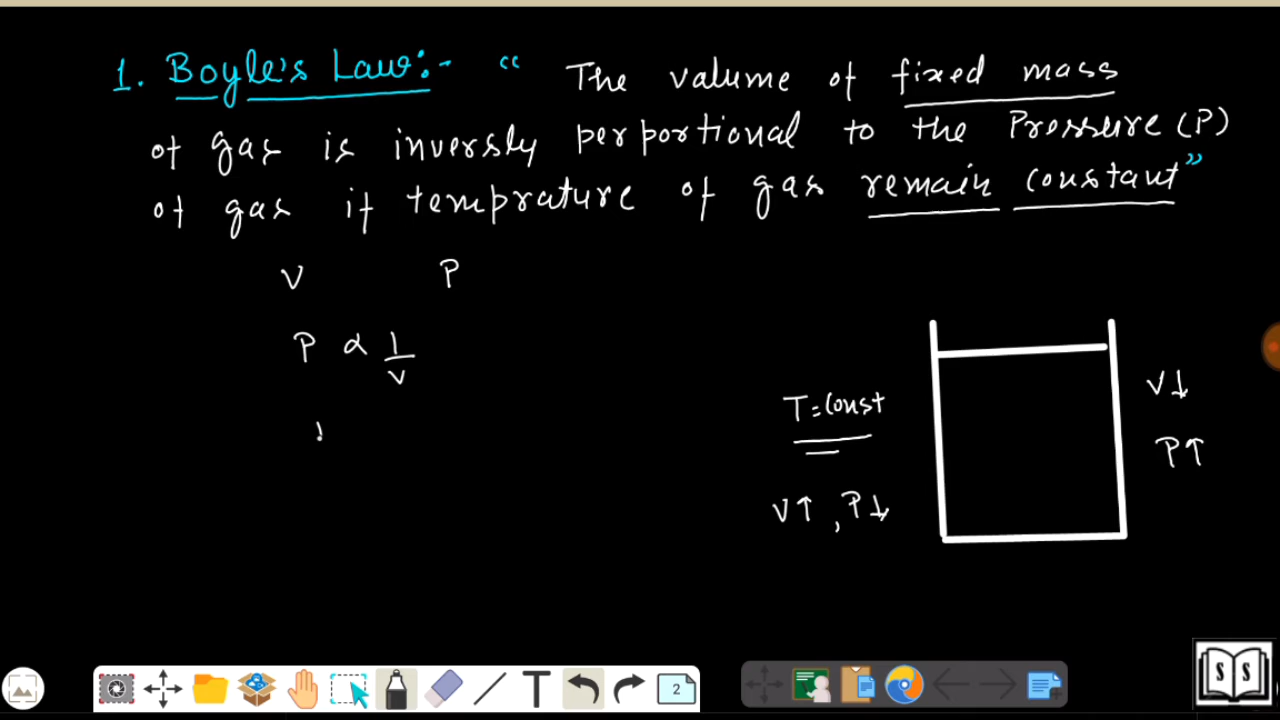 1. Boyle's Law:- " The valume of fixed mass
of gas is inversly perportional to the Pressure (P)
of gas if temprature of gas remain constant"
V P
P ∝ 1/V
T = Const
V↑ , P↓
V↓
P↑
T
2
S S